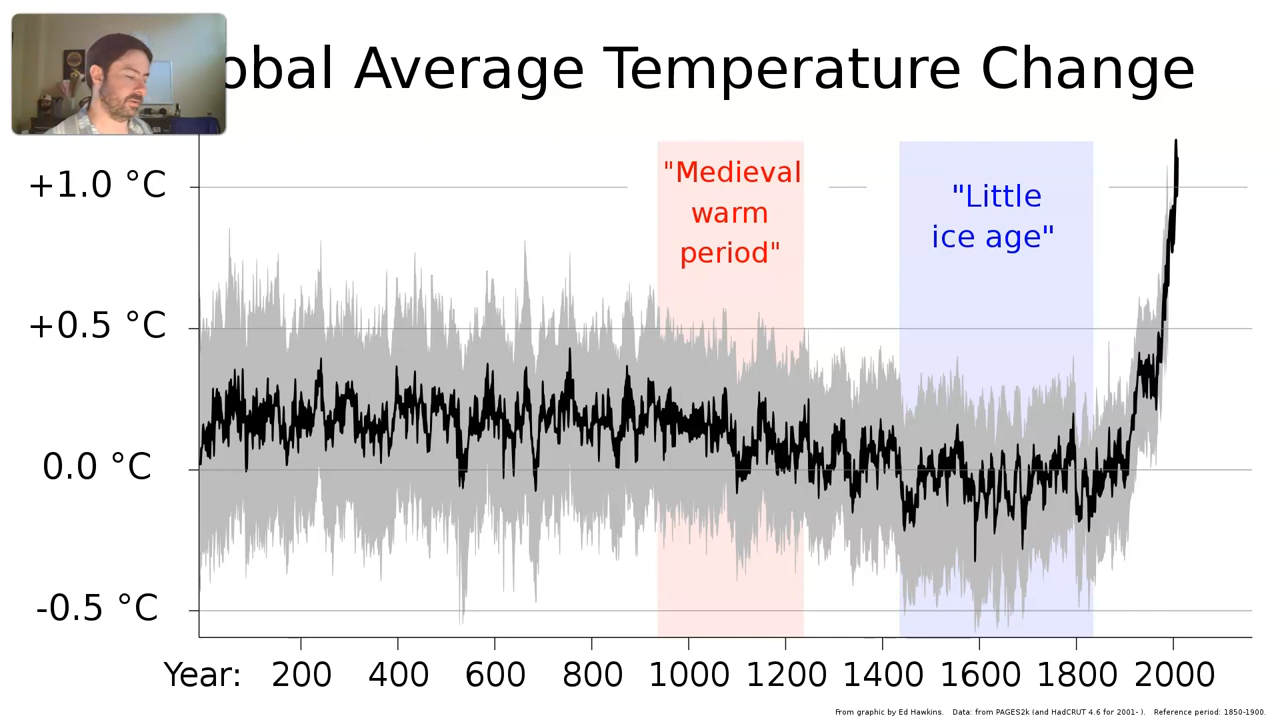 obal Average Temperature Change
+1.0 °C
+0.5 °C
0.0 °C
-0.5 °C
"Medieval
warm
period"
"Little
ice age"
Year: 200 400 600 800 1000 1200 1400 1600 1800 2000
From graphic by Ed Hawkins. Data: from PAGES2k (and HadCRUT 4.6 for 2001- ). Reference period: 1850-1900.